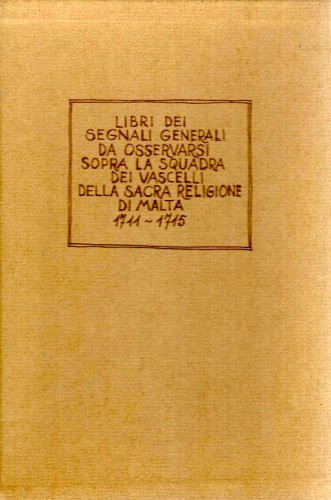 LIBRI DEI
SEGNALI GENERALI
DA OSSERVARSI
SOPRA LA SQUADRA
DEI VASCELLI
DELLA SACRA RELIGIONE
DI MALTA
1711~1715